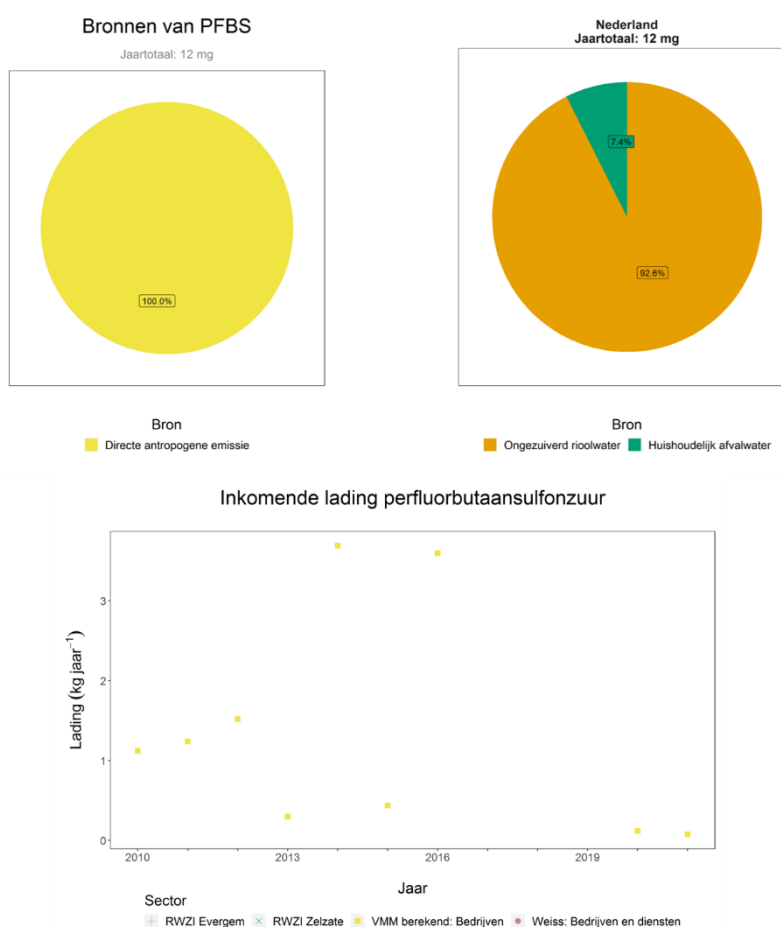 Bronnen van PFBS
Jaartotaal: 12 mg
100.0%
Bron
Directe antropogene emissie
Nederland
Jaartotaal: 12 mg
7.4%
92.6%
Bron
Ongezuiverd rioolwater Huishoudelijk afvalwater
Inkomende lading perfluorbutaansulfonzuur
Lading (kg jaar⁻¹)
3
2
1
0
2010 2013 2016 2019
Jaar
Sector
RWZI Evergem RWZI Zelzate VMM berekend: Bedrijven Weiss: Bedrijven en diensten